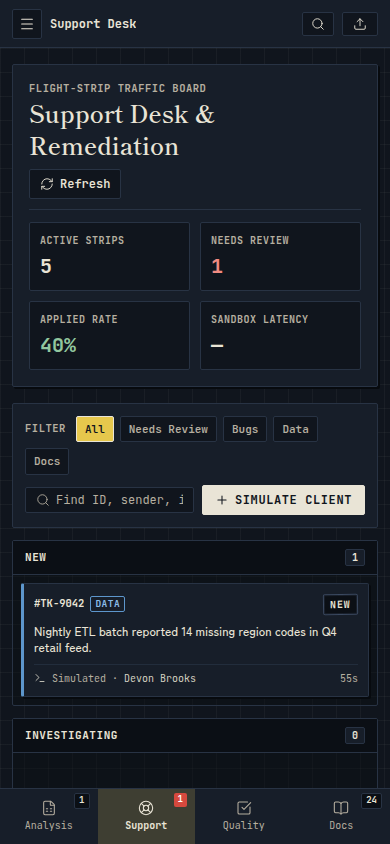 Support Desk
FLIGHT-STRIP TRAFFIC BOARD
Support Desk &
Remediation
Refresh
ACTIVE STRIPS
5
NEEDS REVIEW
1
APPLIED RATE
40%
SANDBOX LATENCY
—
FILTER All Needs Review Bugs Data
Docs
Find ID, sender, i
+ SIMULATE CLIENT
NEW 1
#TK-9042 DATA NEW
Nightly ETL batch reported 14 missing region codes in Q4
retail feed.
Simulated · Devon Brooks 55s
INVESTIGATING 0
1 1 24
Analysis Support Quality Docs